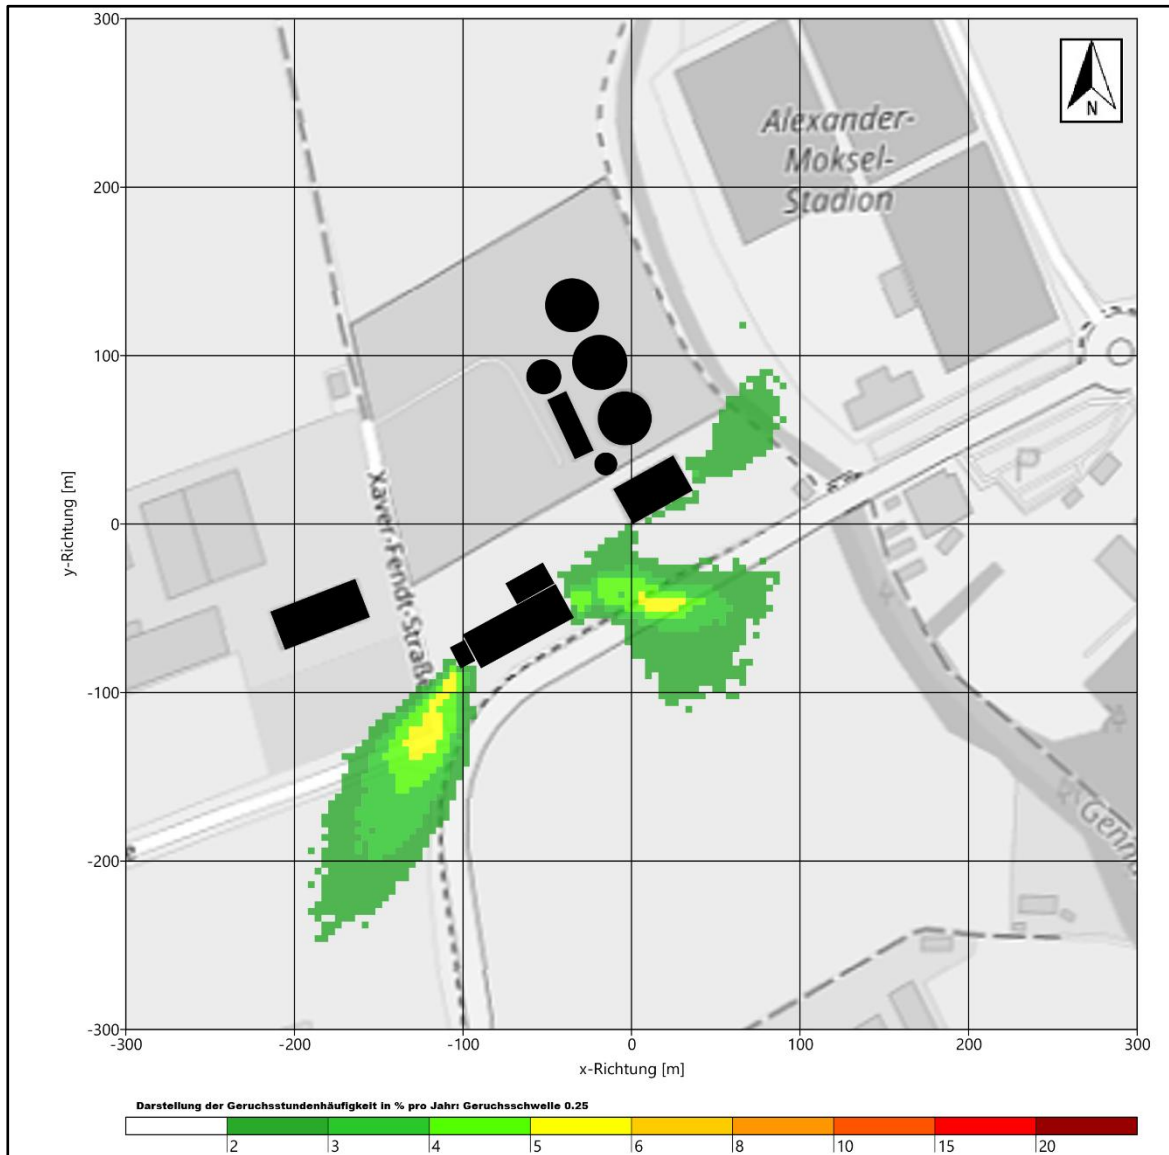 300
200
100
0
-100
-200
-300
y-Richtung [m]
N
Alexander-
Moksel-
Stadion
Xaver-Fendt-Straße
P
-300
-200
-100
0
100
200
300
x-Richtung [m]
Darstellung der Geruchsstundenhäufigkeit in % pro Jahr: Geruchsschwelle 0.25
2
3
4
5
6
8
10
15
20